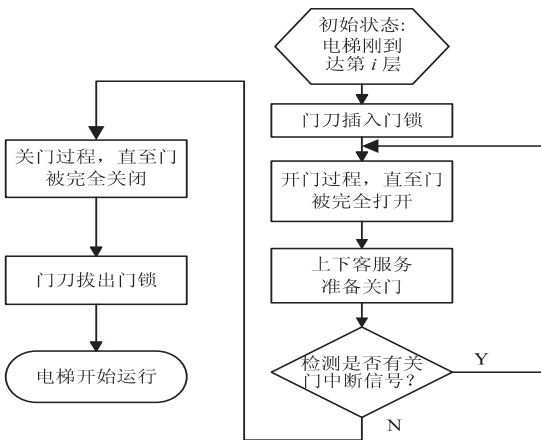 初始状态:
电梯刚到
达第 i 层
门刀插入门锁
开门过程，直至门
被完全打开
上下客服务
准备关门
检测是否有关
门中断信号？
Y
N
关门过程，直至门
被完全关闭
门刀拔出门锁
电梯开始运行